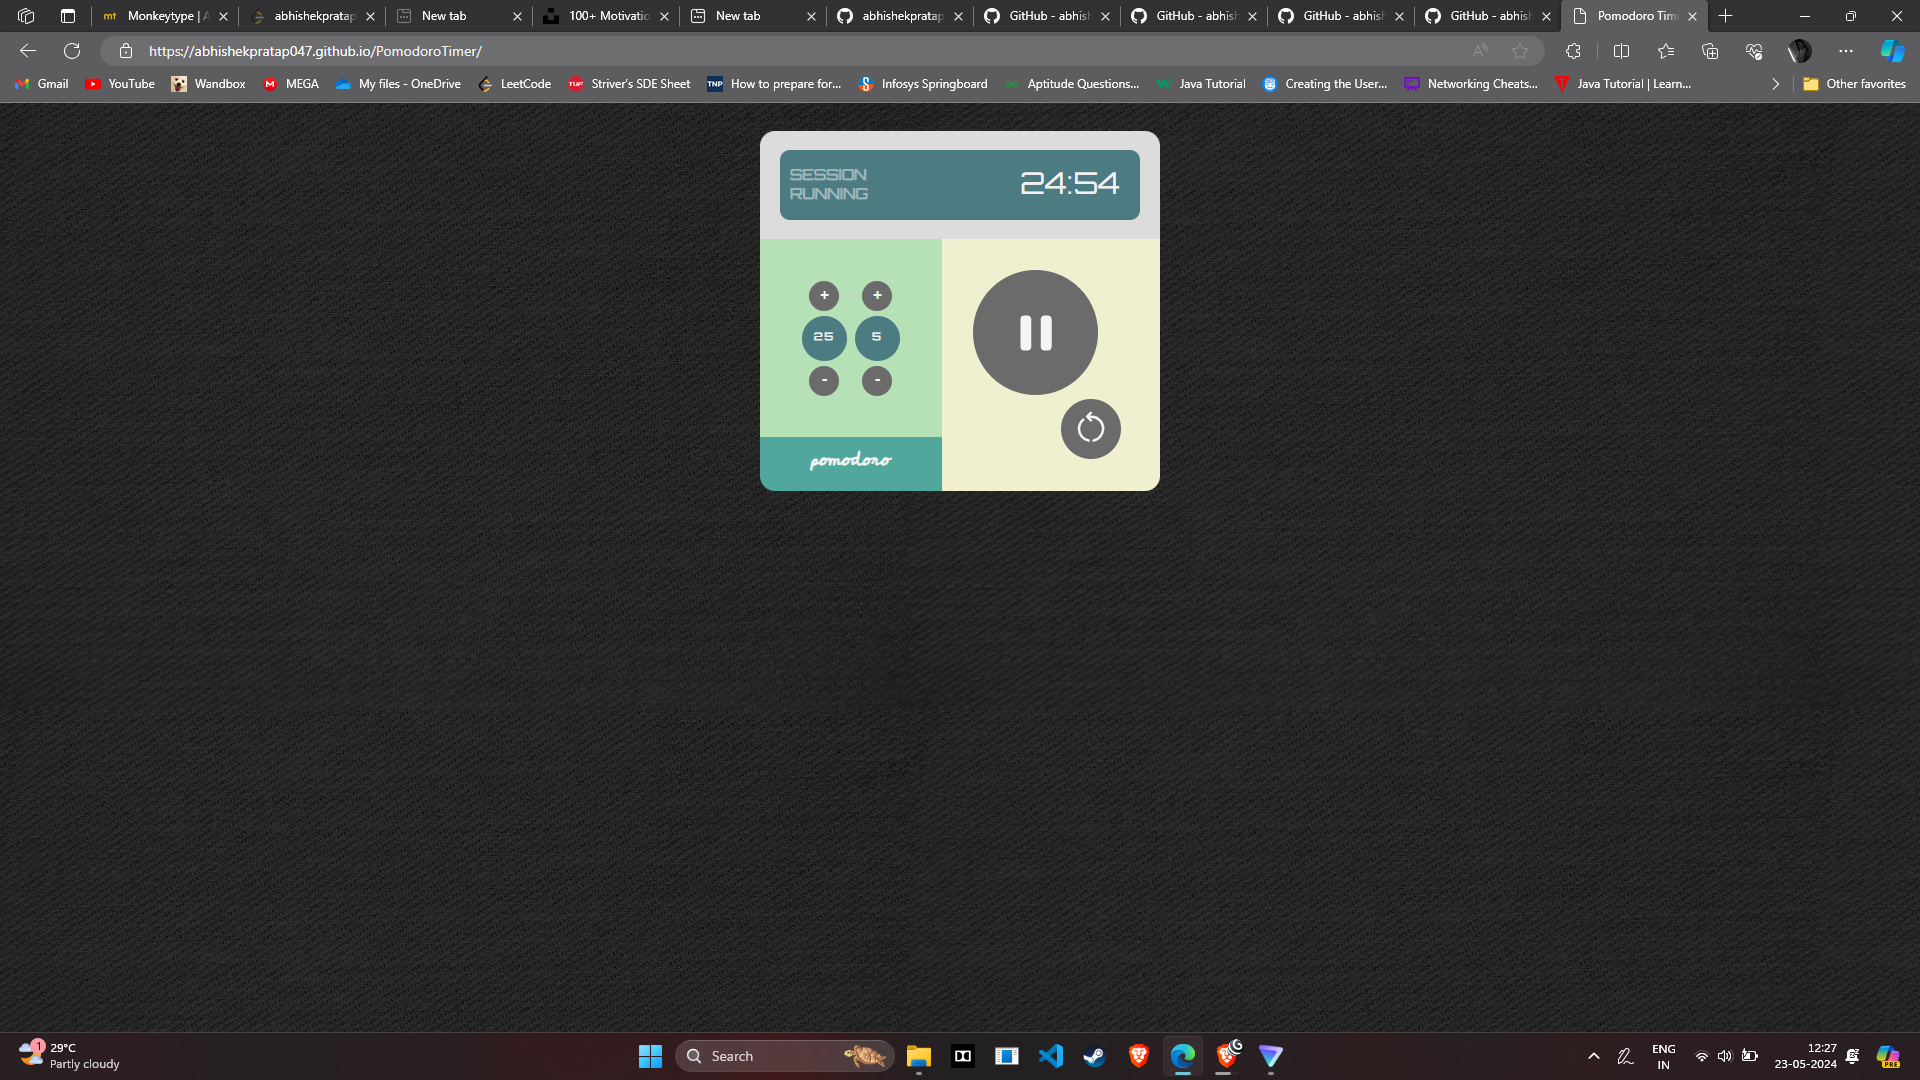 Monkeytype | A
abhishekpratap
New tab
100+ Motivatio
New tab
abhishekpratap
GitHub - abhish
GitHub - abhish
GitHub - abhish
GitHub - abhish
Pomodoro Tim
https://abhishekpratap047.github.io/PomodoroTimer/
Gmail
YouTube
Wandbox
MEGA
My files - OneDrive
LeetCode
Striver's SDE Sheet
How to prepare for...
Infosys Springboard
Aptitude Questions...
Java Tutorial
Creating the User...
Networking Cheats...
Java Tutorial | Learn...
Other favorites
SESSION
RUNNING
24:54
+ +
25 5
- -
pomodoro
1
29°C
Partly cloudy
Search
ENG
IN
12:27
23-05-2024
PRE